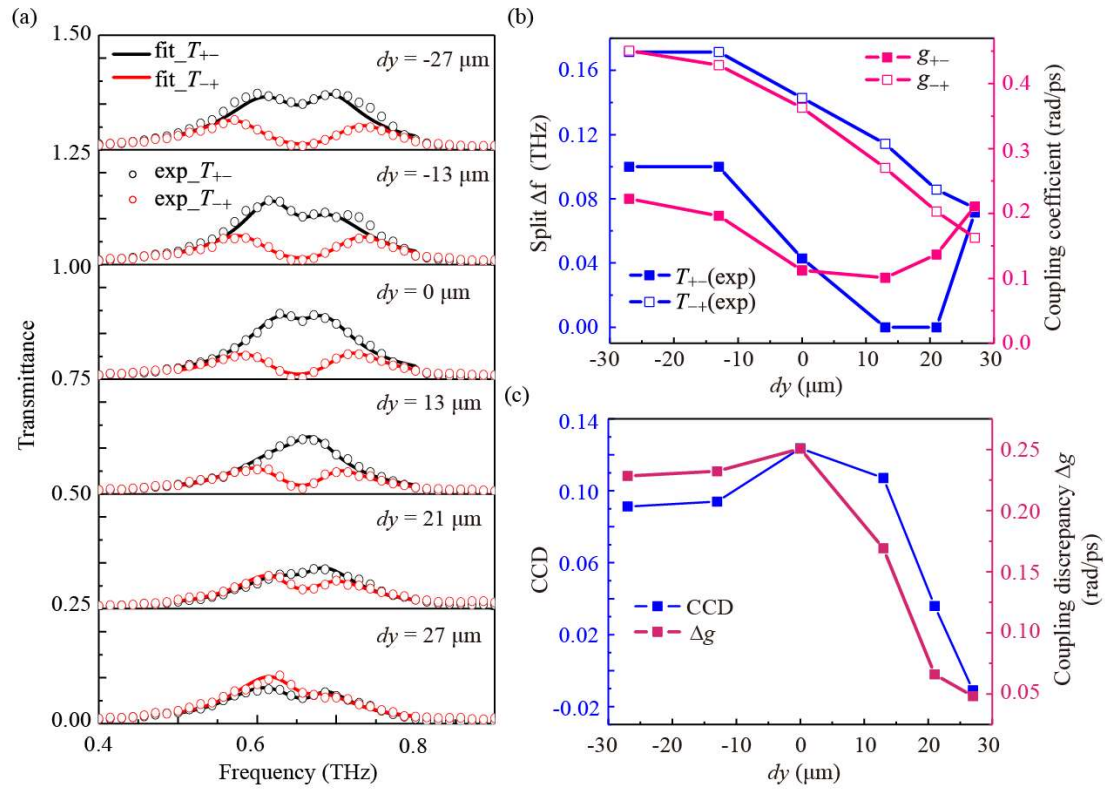 (a)
1.50
fit_T+−
fit_T−+
dy = -27 μm
1.25
exp_T+−
exp_T−+
dy = -13 μm
1.00
dy = 0 μm
0.75
dy = 13 μm
0.50
dy = 21 μm
0.25
dy = 27 μm
0.00
0.4 0.6 0.8
Transmittance
Frequency (THz)
(b)
0.16
0.12
0.08
0.04
0.00
Split Δf (THz)
g+−
g−+
T+−(exp)
T−+(exp)
0.4
0.3
0.2
0.1
0.0
Coupling coefficient (rad/ps)
-30 -20 -10 0 10 20 30
dy (μm)
(c)
0.14
0.10
0.06
0.02
-0.02
CCD
CCD
Δg
0.25
0.25
0.15
0.10
0.05
Coupling discrepancy Δg
(rad/ps)
-30 -20 -10 0 10 20 30
dy (μm)